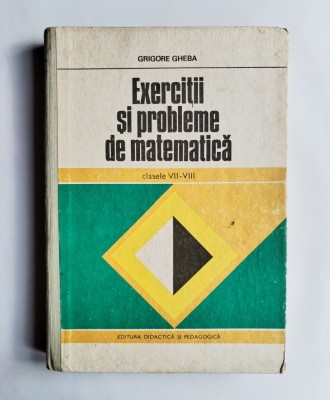 GRIGORE GHEBA
Exerciții
și probleme
de matematică
clasele VII-VIII
EDITURA DIDACTICĂ ȘI PEDAGOGICĂ